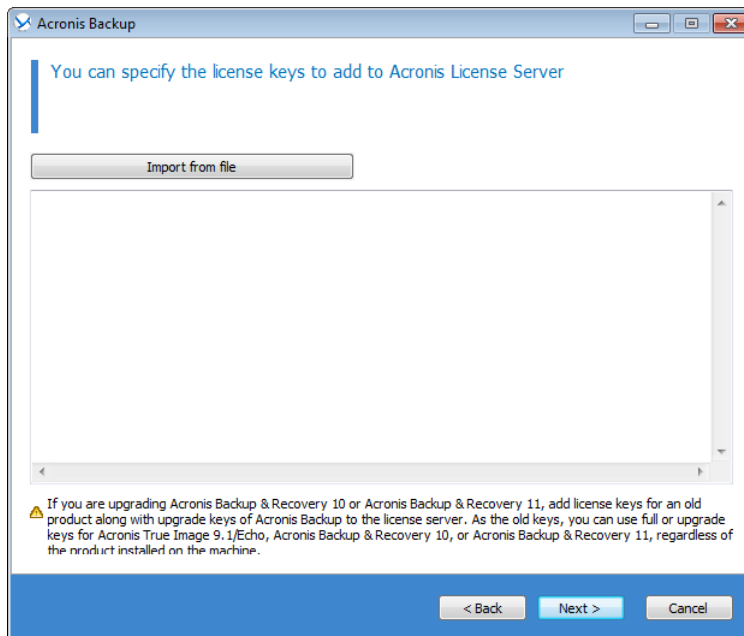 Acronis Backup
You can specify the license keys to add to Acronis License Server
Import from file
If you are upgrading Acronis Backup & Recovery 10 or Acronis Backup & Recovery 11, add license keys for an old
product along with upgrade keys of Acronis Backup to the license server. As the old keys, you can use full or upgrade
keys for Acronis True Image 9.1/Echo, Acronis Backup & Recovery 10, or Acronis Backup & Recovery 11, regardless of
the product installed on the machine.
< Back
Next >
Cancel